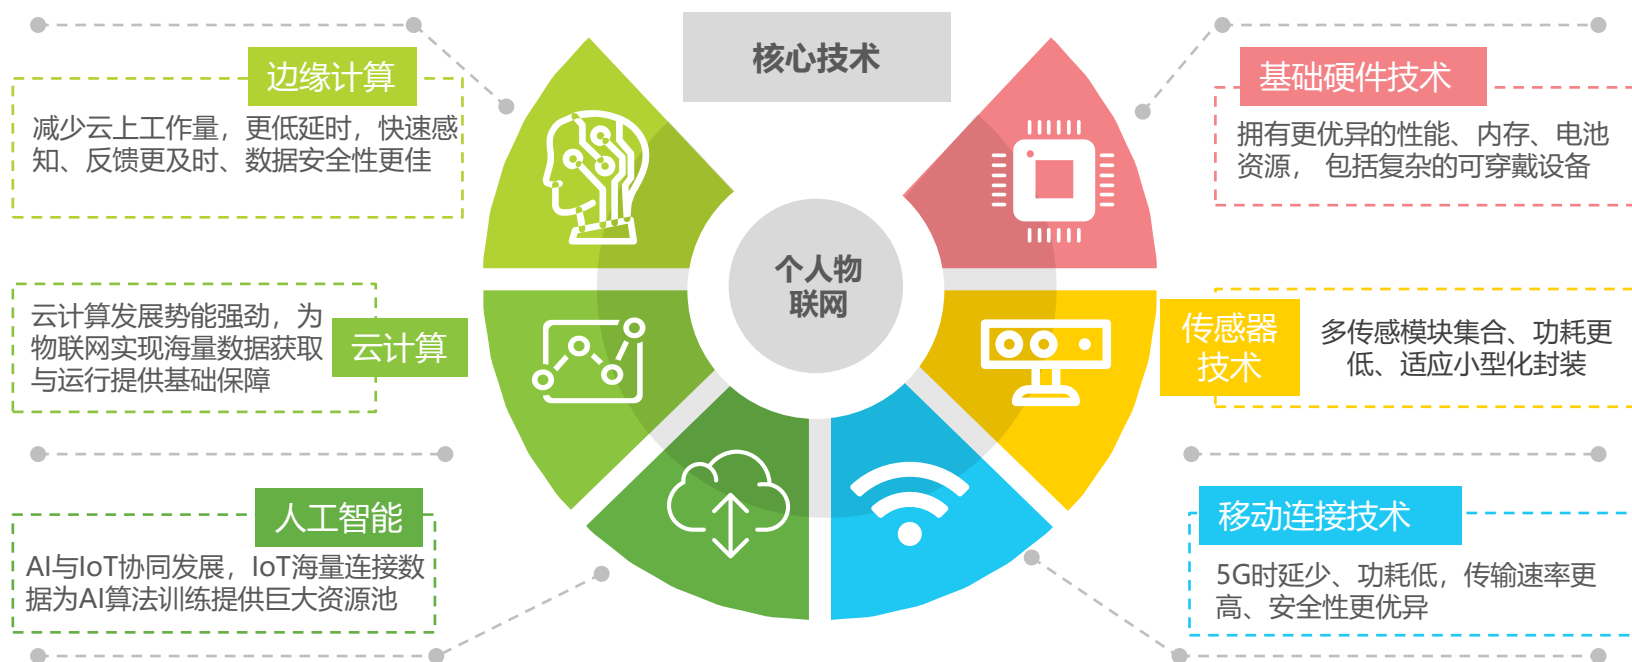 核心技术
个人物
联网
边缘计算
减少云上工作量，更低延时，快速感
知、反馈更及时、数据安全性更佳
云计算发展势能强劲，为
物联网实现海量数据获取
与运行提供基础保障
云计算
人工智能
AI与IoT协同发展，IoT海量连接数
据为AI算法训练提供巨大资源池
基础硬件技术
拥有更优异的性能、内存、电池
资源， 包括复杂的可穿戴设备
传感器
技术
多传感模块集合、功耗更
低、适应小型化封装
移动连接技术
5G时延少、功耗低，传输速率更
高、安全性更优异